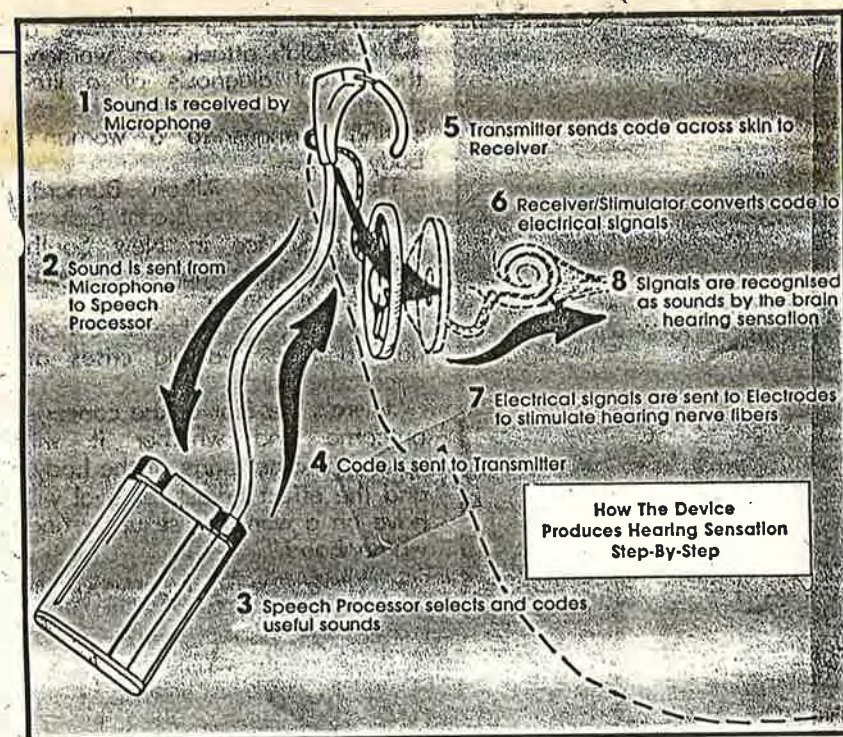 1 Sound is received by
Microphone
2 Sound is sent from
Microphone
to Speech
Processor
3 Speech Processor selects and codes
useful sounds
4 Code is sent to Transmitter
5 Transmitter sends code across skin to
Receiver
6 Receiver/Stimulator converts code to
electrical signals
7 Electrical signals are sent to Electrodes
to stimulate hearing nerve fibers
8 Signals are recognised
as sounds by the brain
... hearing sensation
How The Device
Produces Hearing Sensation
Step-By-Step